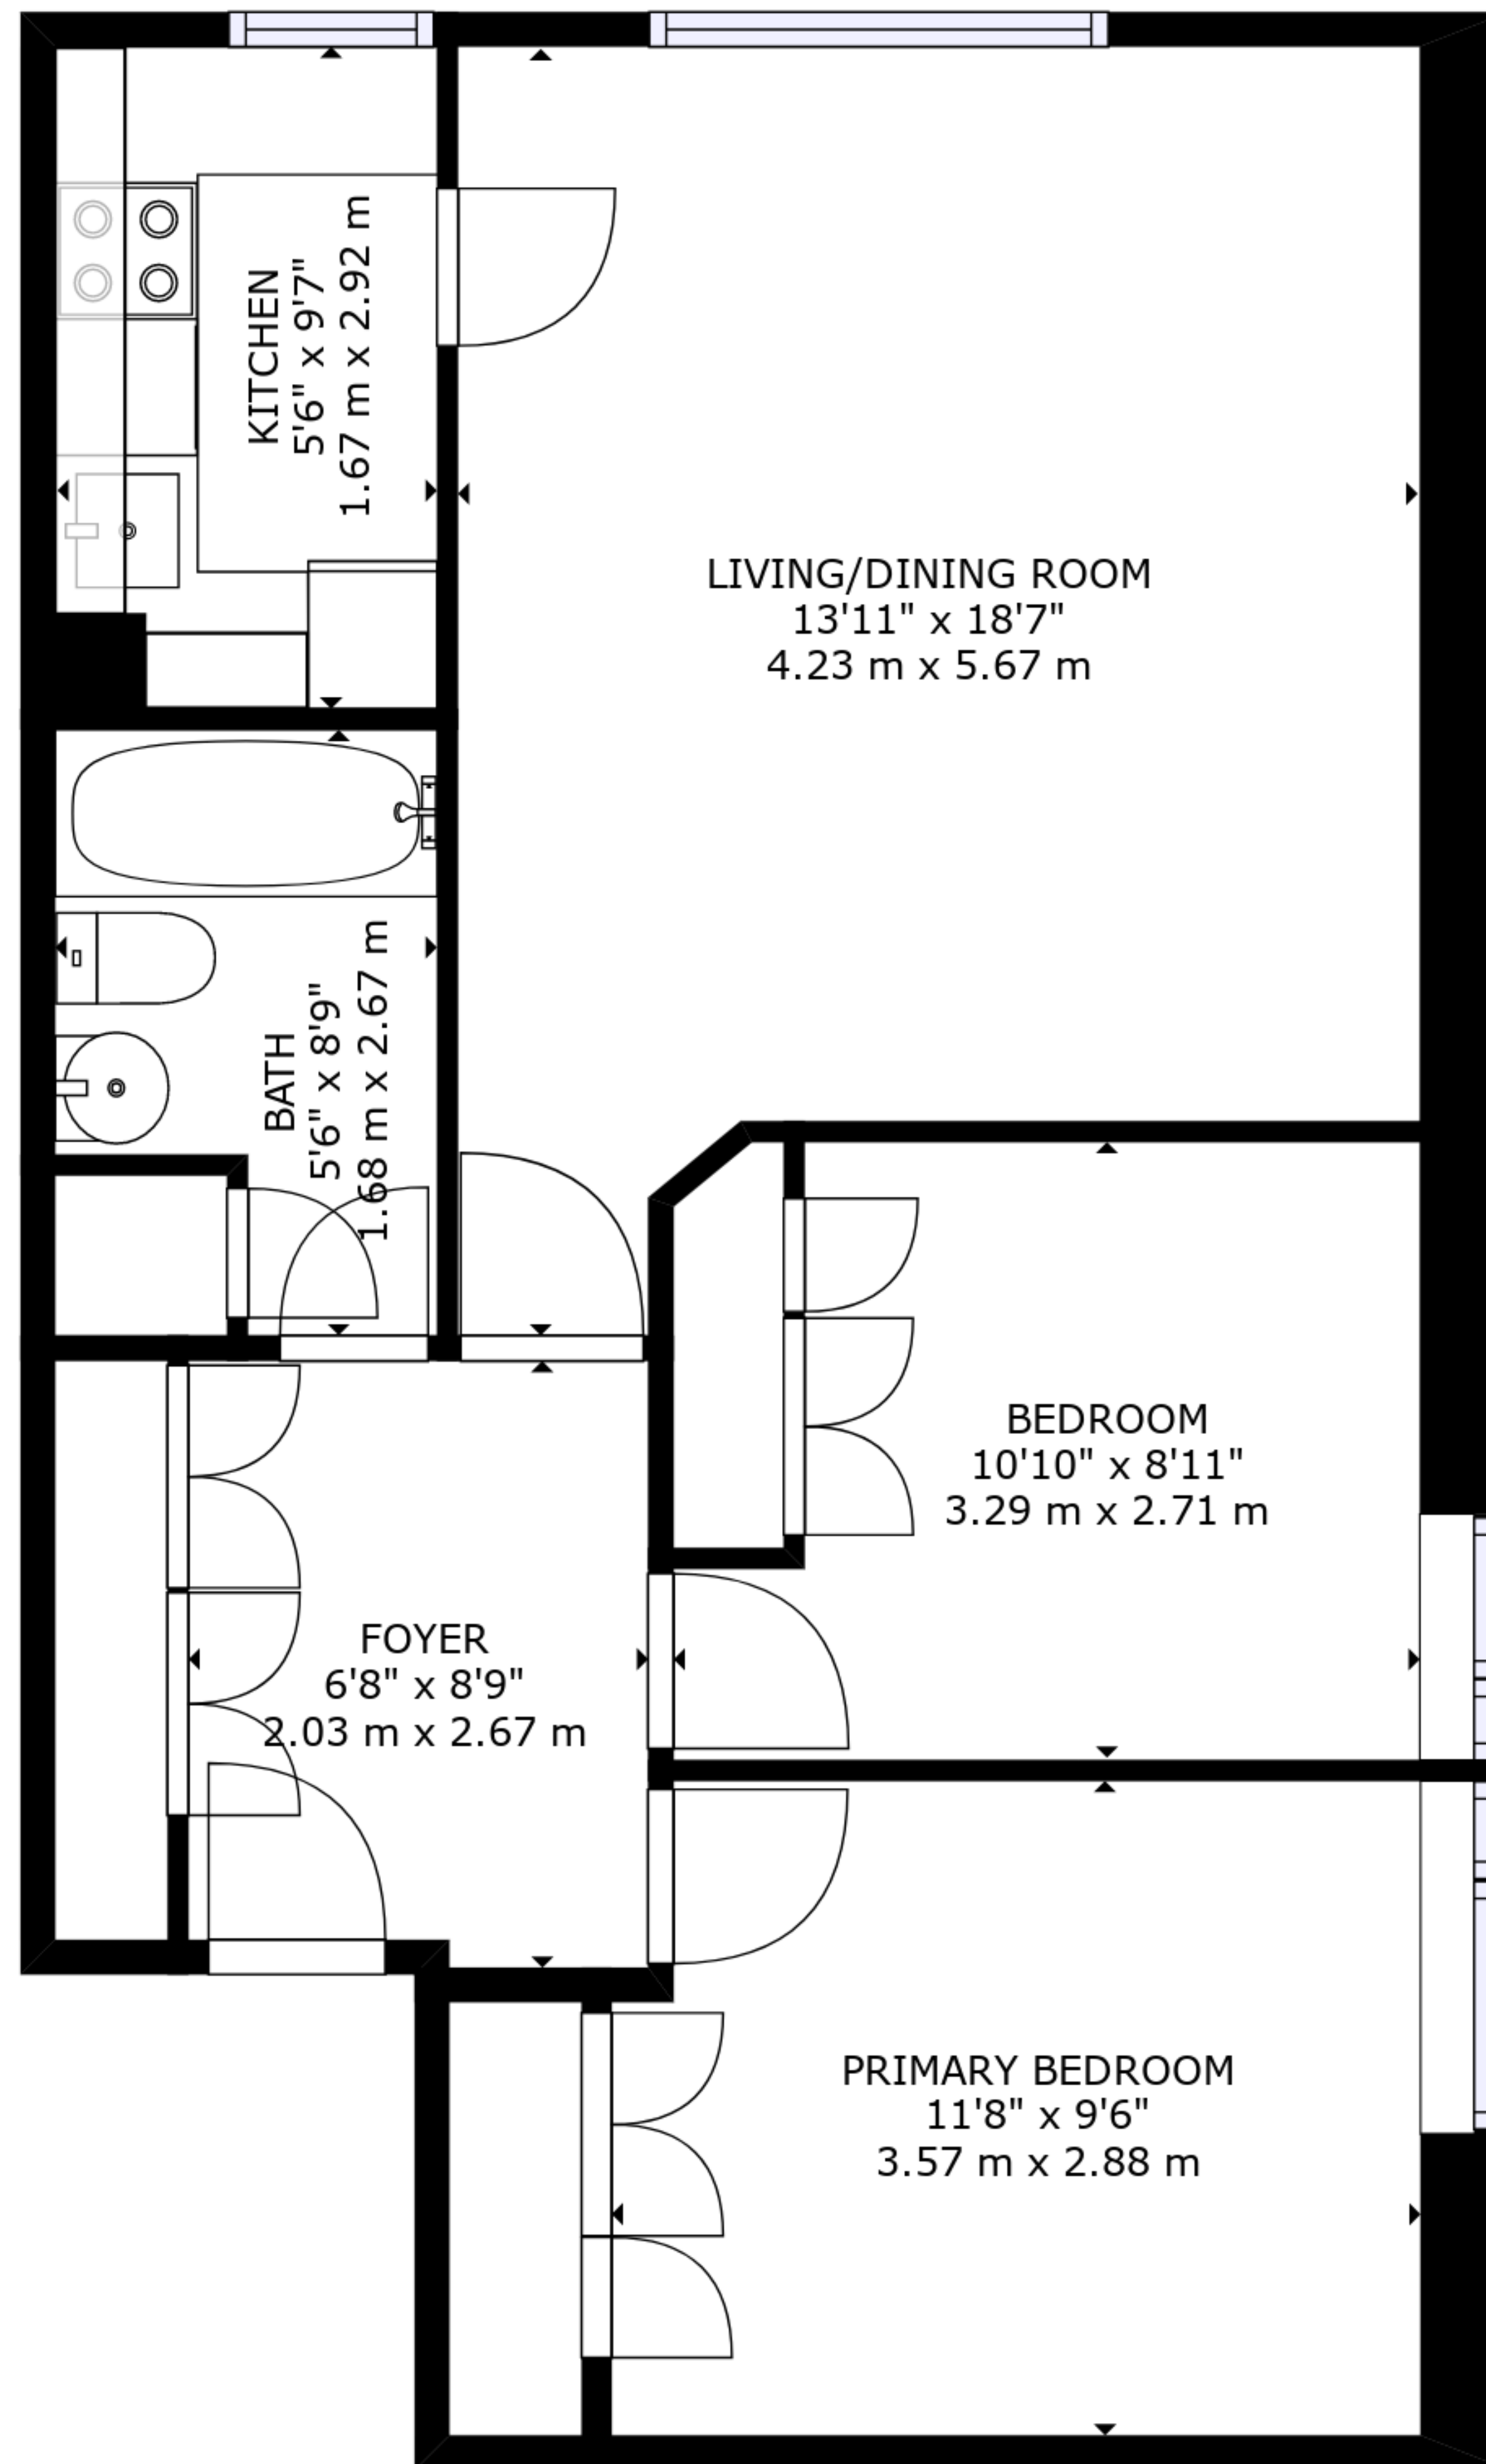 KITCHEN
5'6" x 9'7"
1.67 m x 2.92 m
LIVING/DINING ROOM
13'11" x 18'7"
4.23 m x 5.67 m
BATH
5'6" x 8'9"
1.68 m x 2.67 m
BEDROOM
10'10" x 8'11"
3.29 m x 2.71 m
FOYER
6'8" x 8'9"
2.03 m x 2.67 m
PRIMARY BEDROOM
11'8" x 9'6"
3.57 m x 2.88 m